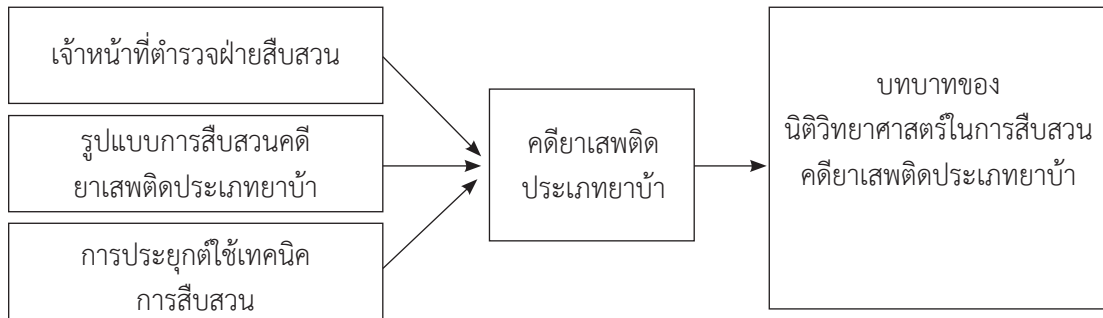 เจ้าหน้าที่ตำรวจฝ่ายสืบสวน
รูปแบบการสืบสวนคดี
ยาเสพติดประเภทยาบ้า
การประยุกต์ใช้เทคนิค
การสืบสวน
คดียาเสพติด
ประเภทยาบ้า
บทบาทของ
นิติวิทยาศาสตร์ในการสืบสวน
คดียาเสพติดประเภทยาบ้า